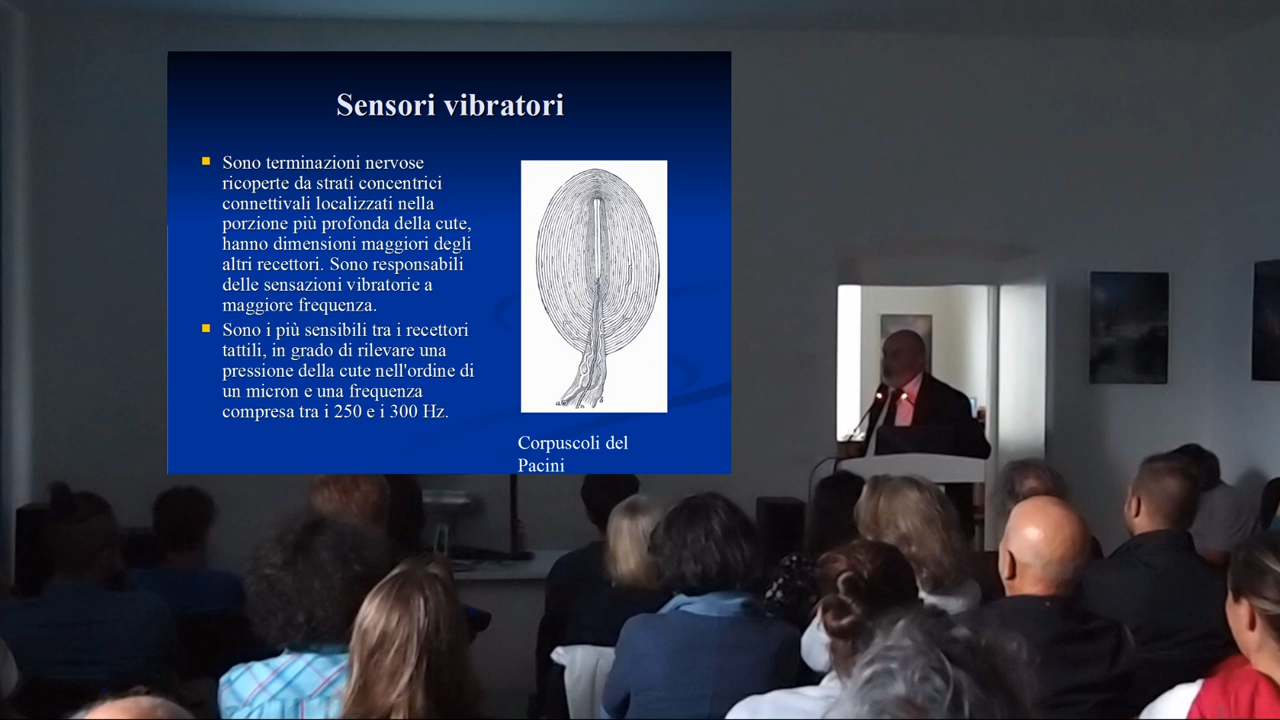 Sensori vibratori
Sono terminazioni nervose
ricoperte da strati concentrici
connettivali localizzati nella
porzione più profonda della cute,
hanno dimensioni maggiori degli
altri recettori. Sono responsabili
delle sensazioni vibratorie a
maggiore frequenza.
Sono i più sensibili tra i recettori
tattili, in grado di rilevare una
pressione della cute nell'ordine di
un micron e una frequenza
compresa tra i 250 e i 300 Hz.
Corpuscoli del
Pacini